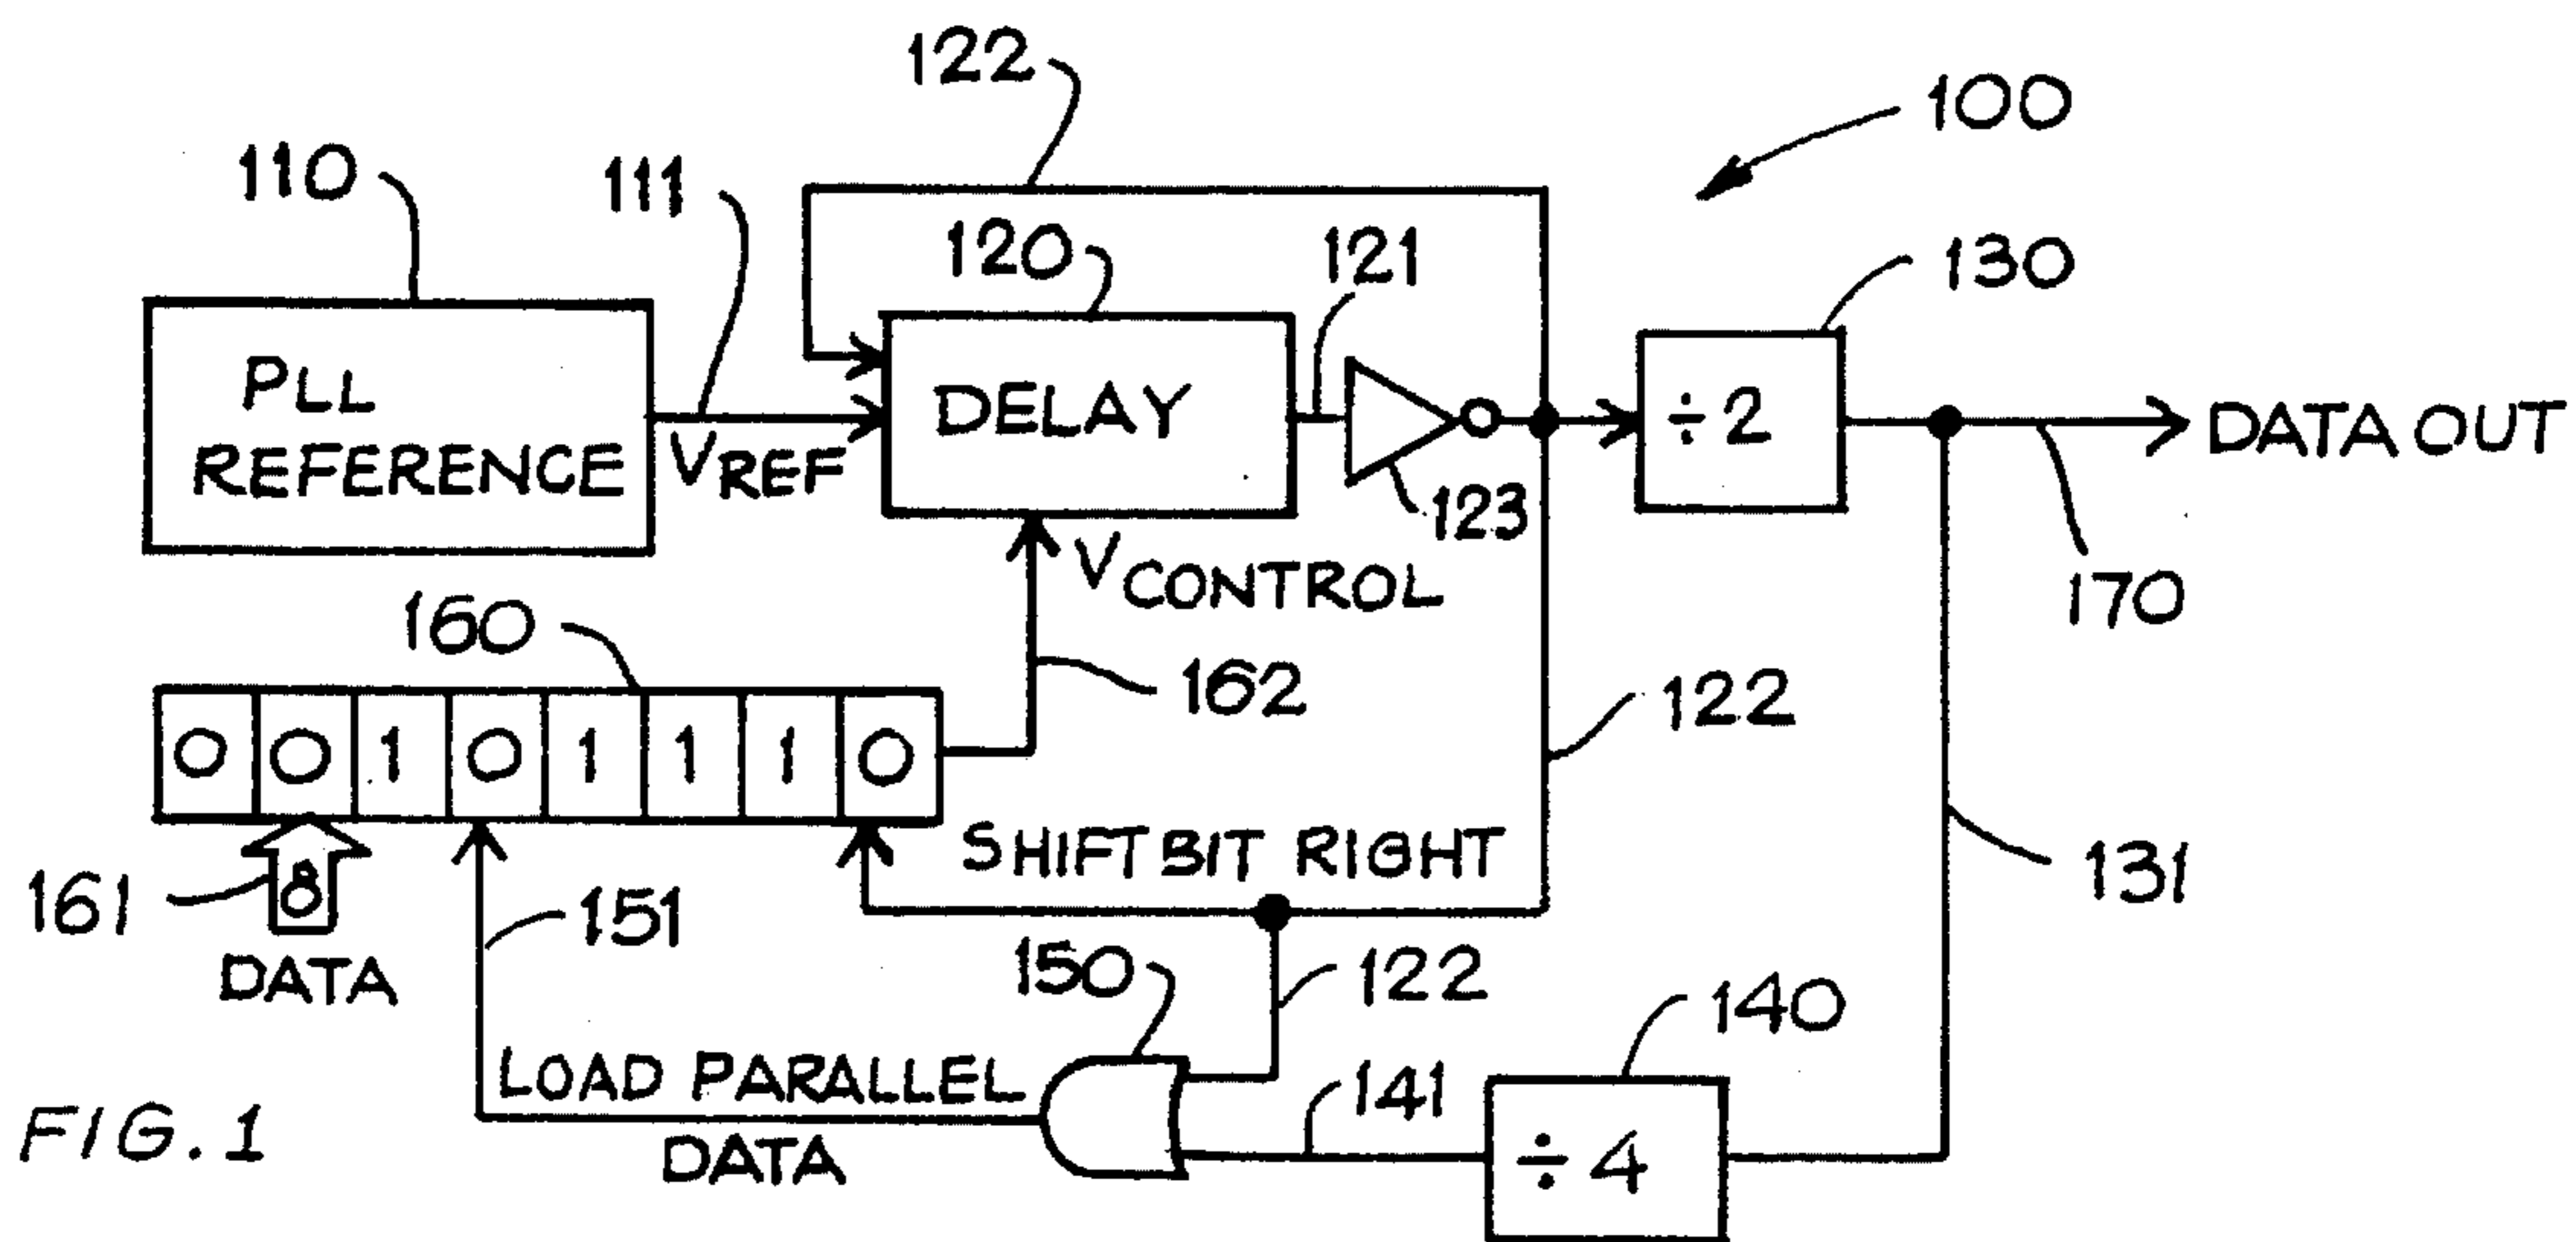 122
100
110
111
120
121
130
PLL
REFERENCE
VREF
DELAY
123
÷2
DATA OUT
170
VCONTROL
160
162
122
0 0 1 0 1 1 1 0
131
161
8
DATA
151
SHIFT BIT RIGHT
150
122
140
LOAD PARALLEL
DATA
141
÷4
FIG. 1